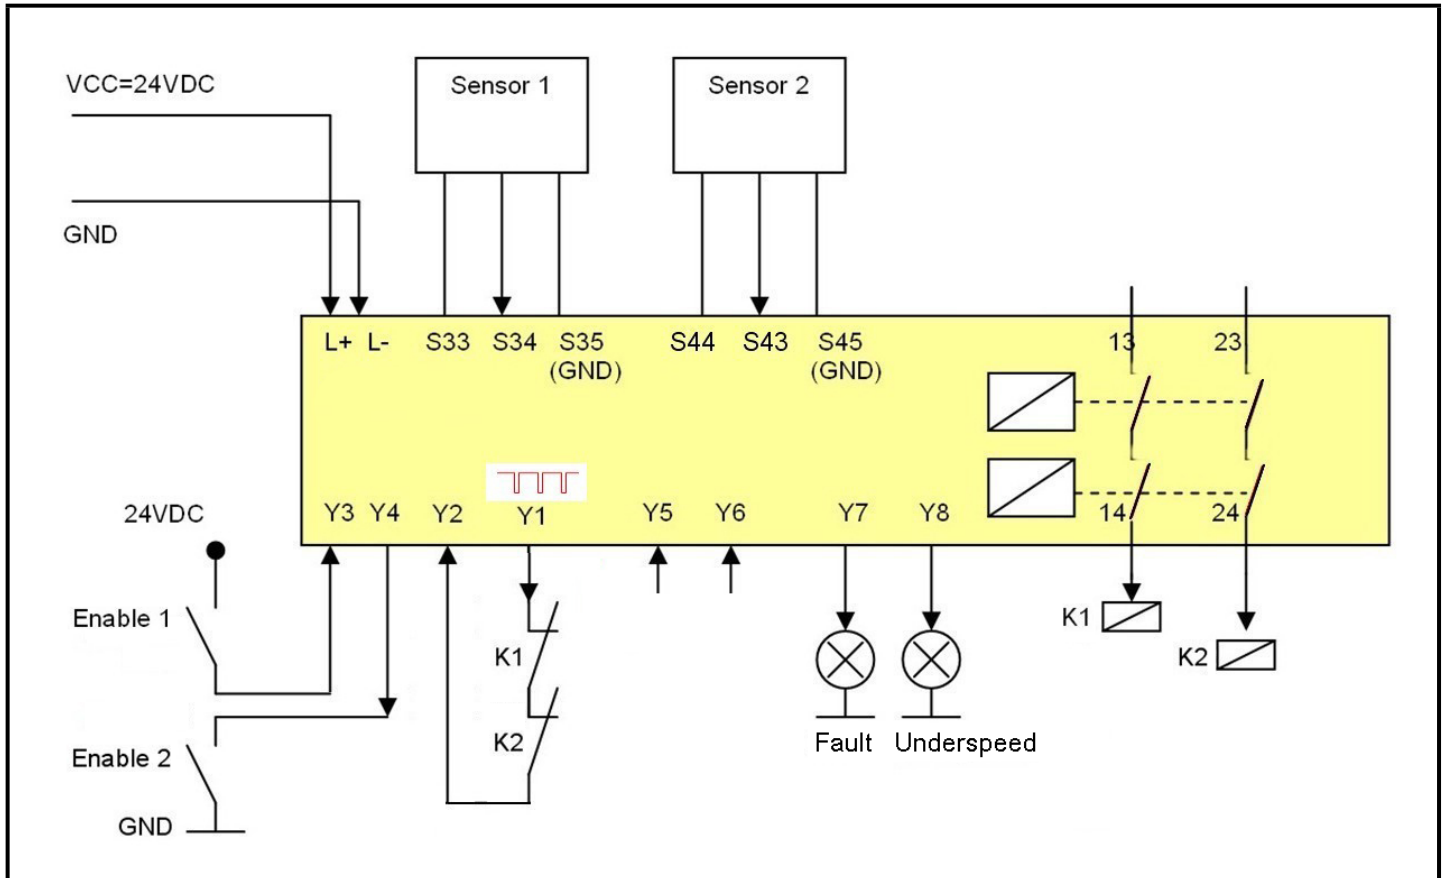 VCC=24VDC
GND
Sensor 1
Sensor 2
L+ L- S33 S34 S35 S44 S43 S45 13 23
(GND) (GND)
Y3 Y4 Y2 Y1 Y5 Y6 Y7 Y8 14 24
24VDC
Enable 1
Enable 2
GND
K1
K2
Fault Underspeed
K1
K2